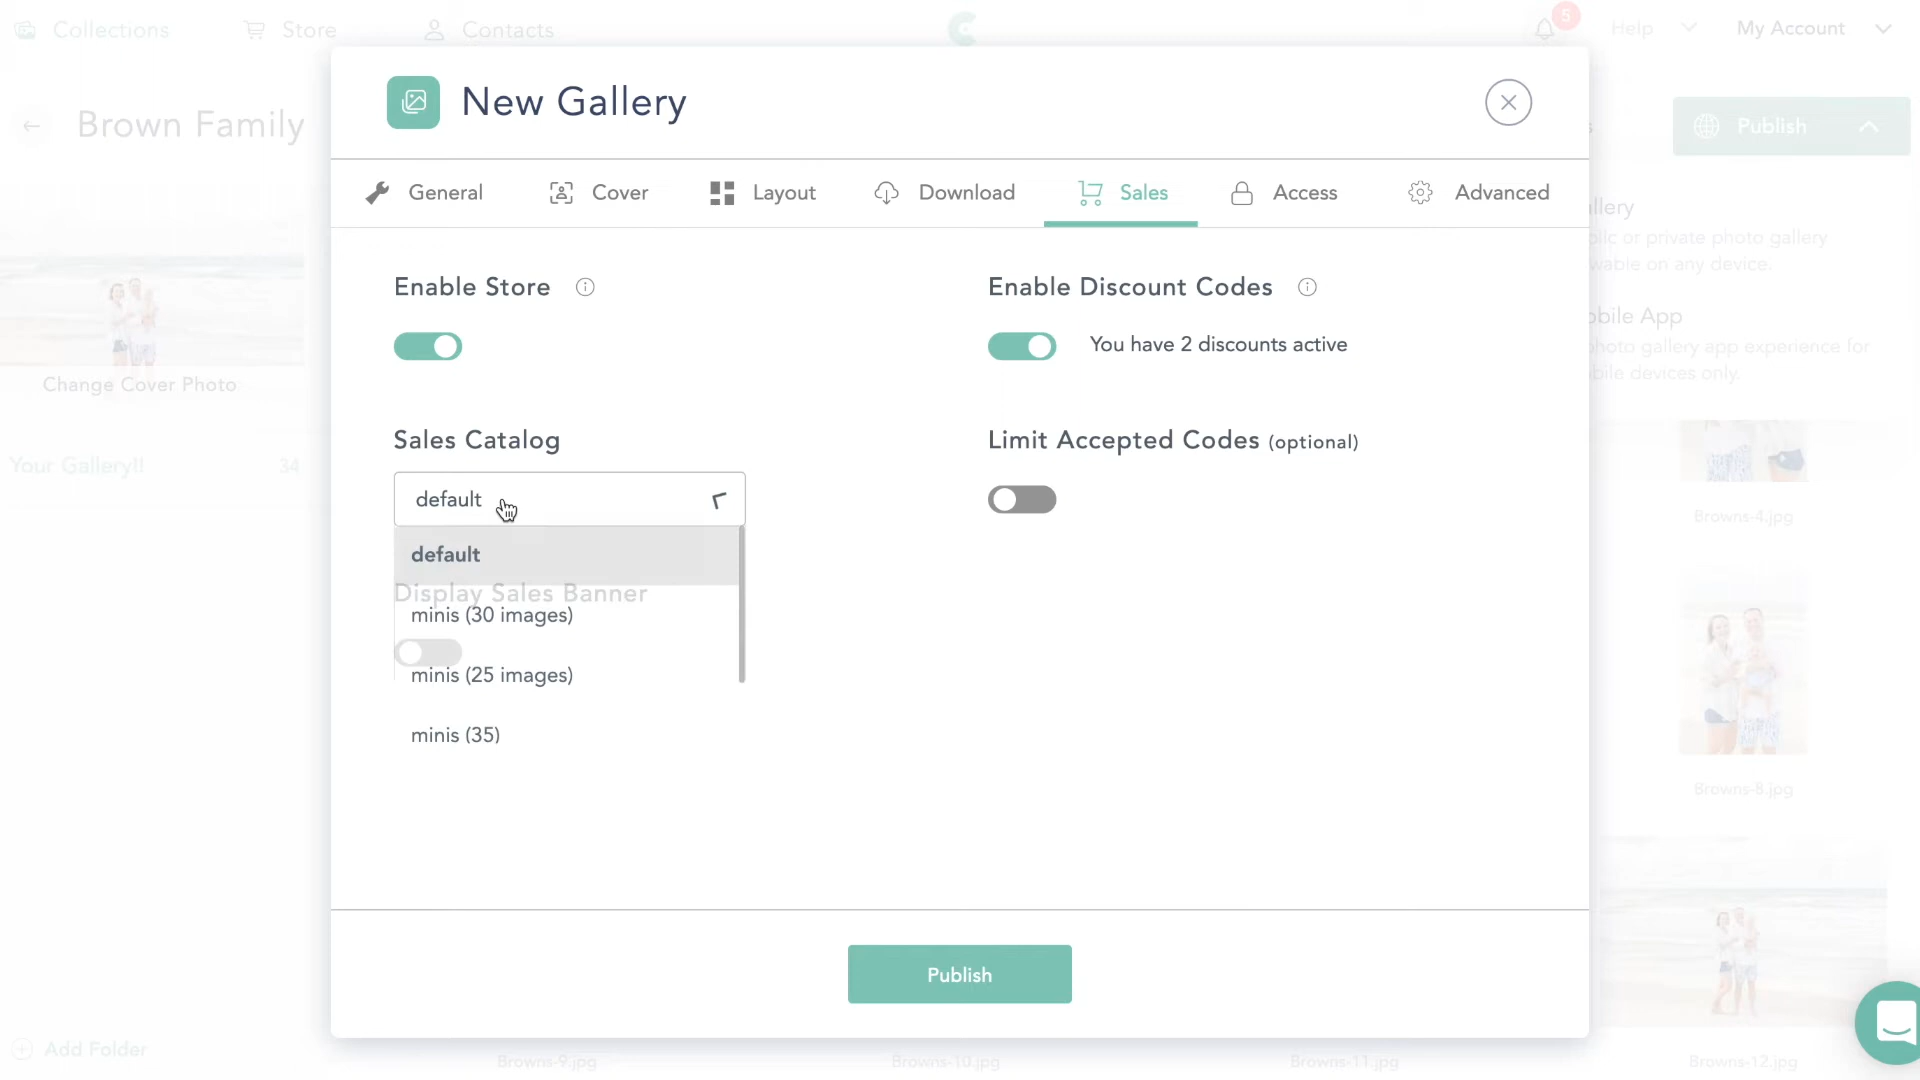 Collections
Store
Contacts
5
Help
My Account
Brown Family
Publish
New Gallery
General
Cover
Layout
Download
Sales
Access
Advanced
llery
blic or private photo gallery
wable on any device.
Enable Store
Enable Discount Codes
You have 2 discounts active
obile App
photo gallery app experience for
bile devices only.
Change Cover Photo
Your Gallery!!
34
Sales Catalog
default
default
Display Sales Banner
minis (30 images)
minis (25 images)
minis (35)
Limit Accepted Codes (optional)
Browns-4.jpg
Browns-8.jpg
Publish
Add Folder
Browns-9.jpg
Browns-10.jpg
Browns-11.jpg
Browns-12.jpg